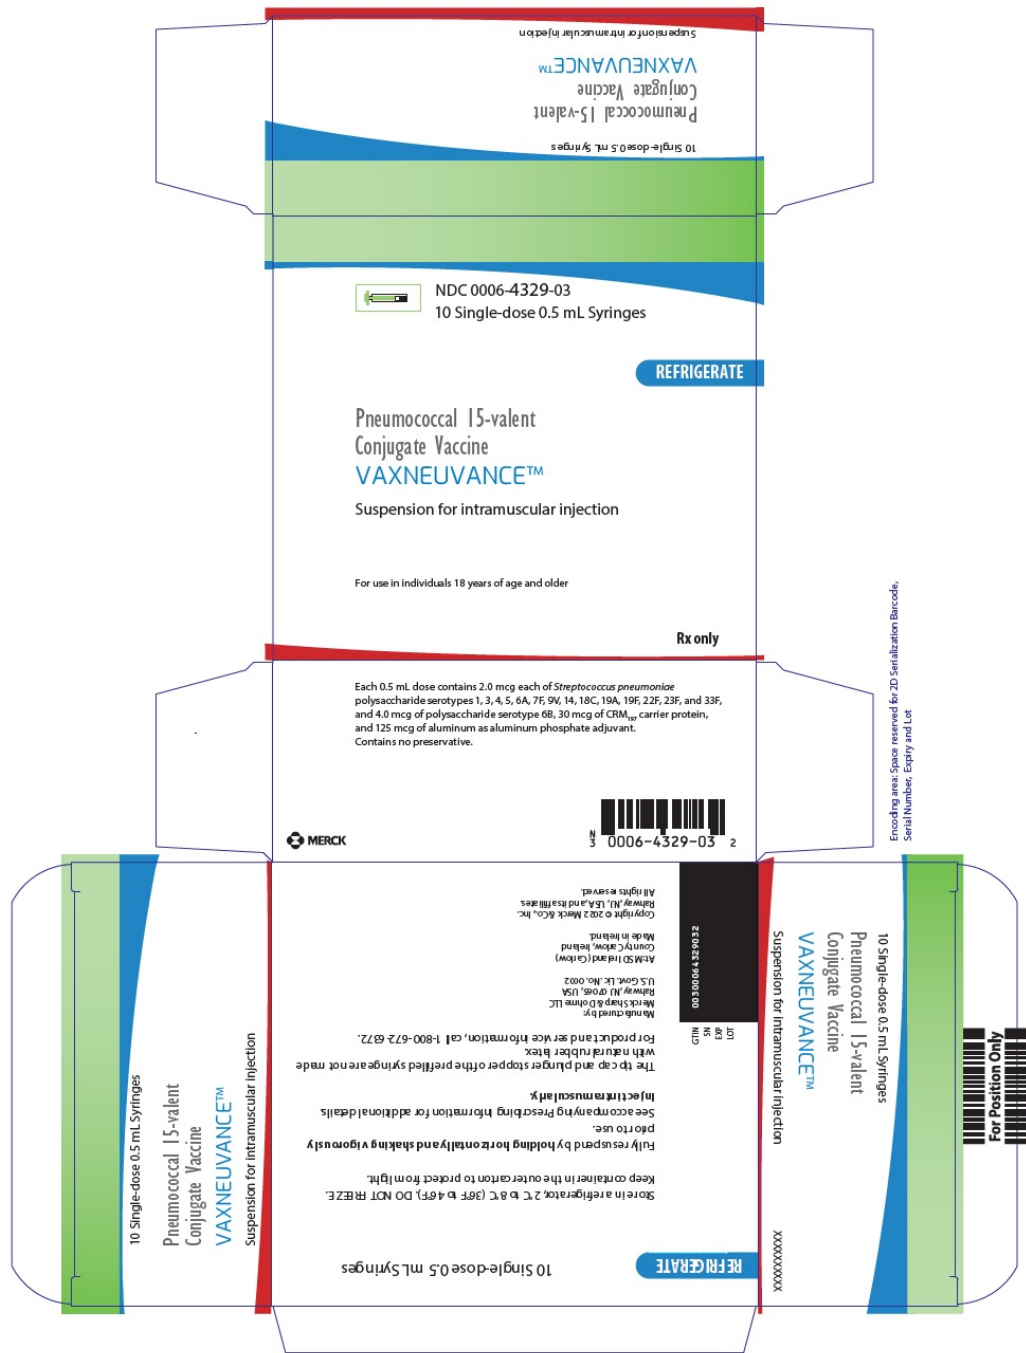 Suspension for intramuscular injection
VAXNEUVANCE™
Conjugate Vaccine
Pneumococcal 15-valent
10 Single-dose 0.5 mL Syringes
NDC 0006-4329-03
10 Single-dose 0.5 mL Syringes
REFRIGERATE
Pneumococcal 15-valent
Conjugate Vaccine
VAXNEUVANCE™
Suspension for intramuscular injection
For use in individuals 18 years of age and older
Rx only
Each 0.5 mL dose contains 2.0 mcg each of Streptococcus pneumoniae
polysaccharide serotypes 1, 3, 4, 5, 6A, 7F, 9V, 14, 18C, 19A, 19F, 22F, 23F, and 33F,
and 4.0 mcg of polysaccharide serotype 6B, 30 mcg of CRM197 carrier protein,
and 125 mcg of aluminum as aluminum phosphate adjuvant.
Contains no preservative.
MERCK
N
3 0006-4329-03 2
Encoding area: Space reserved for 2D Serialization Barcode,
Serial Number, Expiry and Lot
10 Single-dose 0.5 mL Syringes
Pneumococcal 15-valent
Conjugate Vaccine
VAXNEUVANCE™
Suspension for intramuscular injection
REFRIGERATE
10 Single-dose 0.5 mL Syringes
Store in a refrigerator, 2°C to 8°C (36°F to 46°F). DO NOT FREEZE.
Keep container in the outer carton to protect from light.
Fully resuspend by holding horizontally and shaking vigorously
prior to use.
See accompanying Prescribing Information for additional details.
Inject intramuscularly.
The tip cap and plunger stopper of the prefilled syringe are not made
with natural rubber latex.
For product and service information, call 1-800-672-6372.
Manufactured by:
Merck Sharp & Dohme LLC
Rahway, NJ 07065, USA
U.S. Govt. Lic. No. 0002
At MSD Ireland (Carlow)
County Carlow, Ireland
Made in Ireland.
Copyright © 2022 Merck & Co., Inc.
Rahway, NJ, USA, and its affiliates
All rights reserved.
00300064329032
GTIN
SN
EXP
LOT
10 Single-dose 0.5 mL Syringes
Pneumococcal 15-valent
Conjugate Vaccine
VAXNEUVANCE™
Suspension for intramuscular injection
XXXXXXXXXX
For Position Only